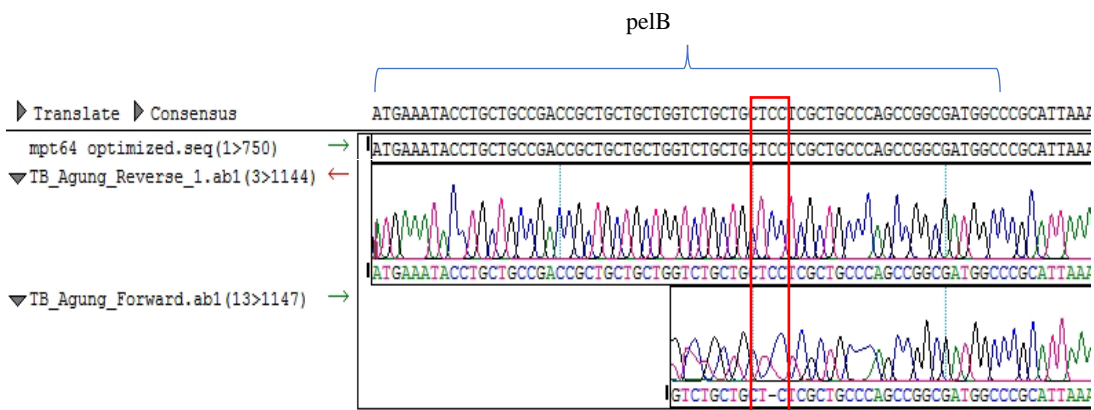 pelB
Translate Consensus ATGAAATACCTGCTGCCGACCGCTGCTGCTGGTCTGCTGCTCCTCGCTGCCCAGCCGGCGATGGCCCGCATTAAA
mpt64 optimized.seq(1>750) → ATGAAATACCTGCTGCCGACCGCTGCTGCTGGTCTGCTGCTCCTCGCTGCCCAGCCGGCGATGGCCCGCATTAAA
TB_Agung_Reverse_1.ab1(3>1144) ←
ATGAAATACCTGCTGCCGACCGCTGCTGCTGGTCTGCTGCTCCTCGCTGCCCAGCCGGCGATGGCCCGCATTAAA
TB_Agung_Forward.ab1(13>1147) →
GTCTGCTGCT-CTCGCTGCCCAGCCGGCGATGGCCCGCATTAAA